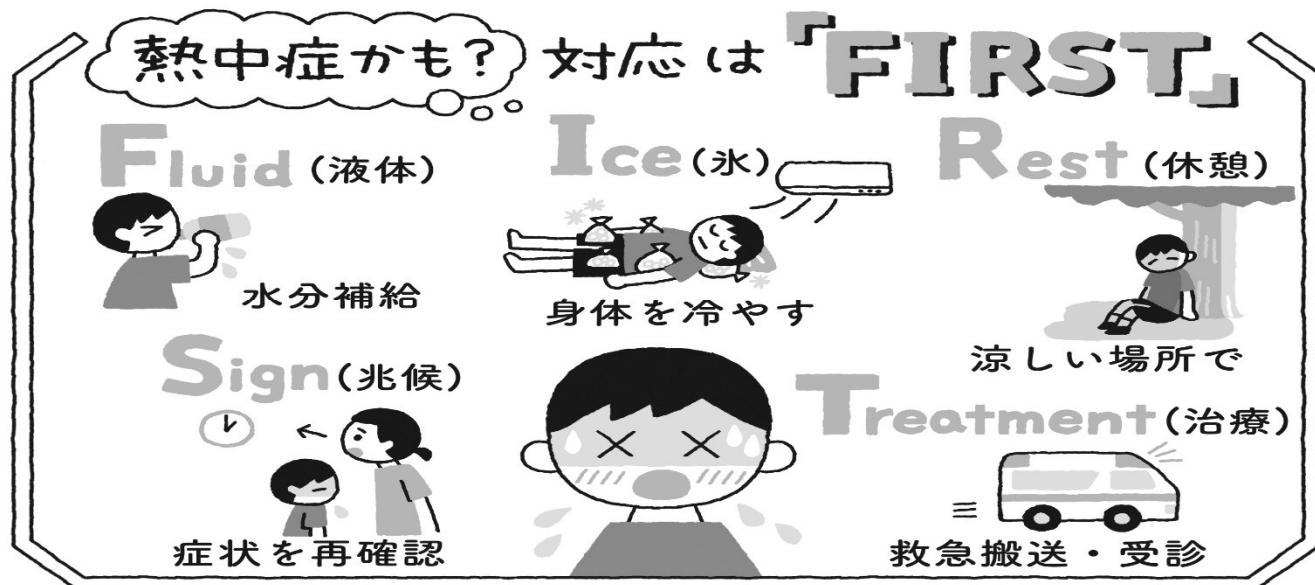 熱中症かも? 対応は「FIRST」
Fluid(液体)
水分補給
Ice(氷)
身体を冷やす
Rest(休憩)
涼しい場所で
Sign(兆候)
症状を再確認
Treatment(治療)
救急搬送・受診